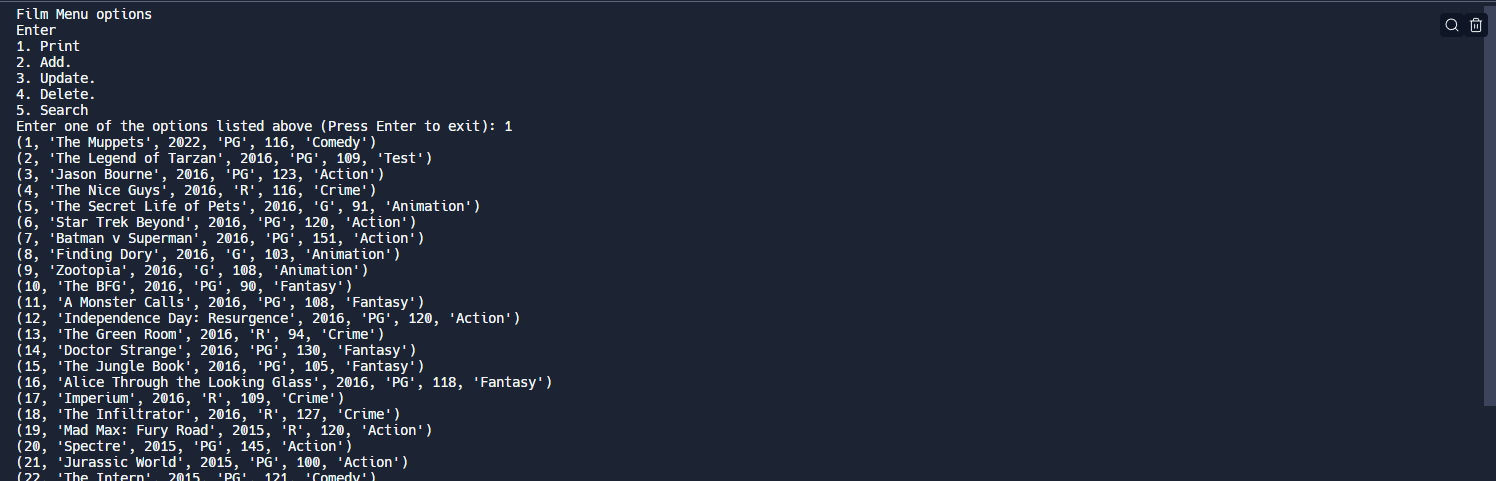 Film Menu options
Enter
1. Print
2. Add.
3. Update.
4. Delete.
5. Search
Enter one of the options listed above (Press Enter to exit): 1
(1, 'The Muppets', 2022, 'PG', 116, 'Comedy')
(2, 'The Legend of Tarzan', 2016, 'PG', 109, 'Test')
(3, 'Jason Bourne', 2016, 'PG', 123, 'Action')
(4, 'The Nice Guys', 2016, 'R', 116, 'Crime')
(5, 'The Secret Life of Pets', 2016, 'G', 91, 'Animation')
(6, 'Star Trek Beyond', 2016, 'PG', 120, 'Action')
(7, 'Batman v Superman', 2016, 'PG', 151, 'Action')
(8, 'Finding Dory', 2016, 'G', 103, 'Animation')
(9, 'Zootopia', 2016, 'G', 108, 'Animation')
(10, 'The BFG', 2016, 'PG', 90, 'Fantasy')
(11, 'A Monster Calls', 2016, 'PG', 108, 'Fantasy')
(12, 'Independence Day: Resurgence', 2016, 'PG', 120, 'Action')
(13, 'The Green Room', 2016, 'R', 94, 'Crime')
(14, 'Doctor Strange', 2016, 'PG', 130, 'Fantasy')
(15, 'The Jungle Book', 2016, 'PG', 105, 'Fantasy')
(16, 'Alice Through the Looking Glass', 2016, 'PG', 118, 'Fantasy')
(17, 'Imperium', 2016, 'R', 109, 'Crime')
(18, 'The Infiltrator', 2016, 'R', 127, 'Crime')
(19, 'Mad Max: Fury Road', 2015, 'R', 120, 'Action')
(20, 'Spectre', 2015, 'PG', 145, 'Action')
(21, 'Jurassic World', 2015, 'PG', 100, 'Action')
(22, 'The Intern', 2015, 'PG', 121, 'Comedy')